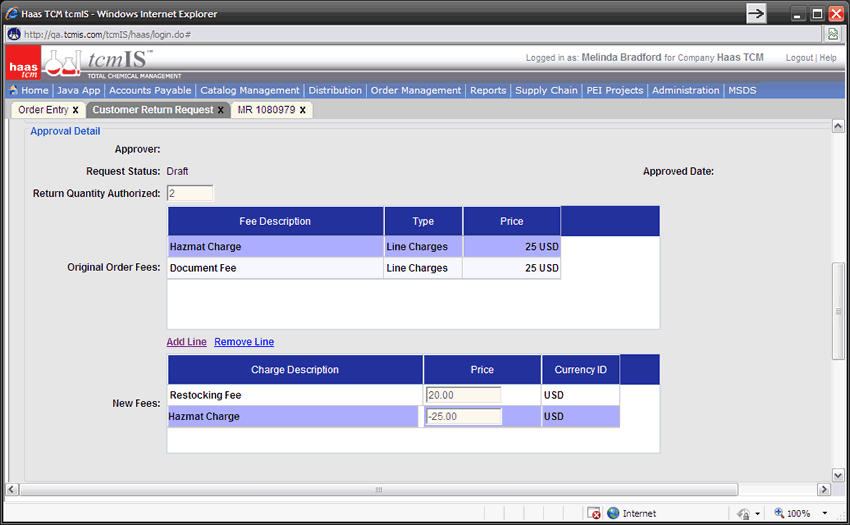 Haas TCM tcmIS - Windows Internet Explorer
http://qa.tcmis.com/tcmIS/haas/login.do#
haas tcm
tcmIS™
TOTAL CHEMICAL MANAGEMENT
Logged in as: Melinda Bradford for Company Haas TCM Logout | Help
Home | Java App | Accounts Payable | Catalog Management | Distribution | Order Management | Reports | Supply Chain | PEI Projects | Administration | MSDS
Order Entry x Customer Return Request x MR 1080979 x
Approval Detail
Approver:
Request Status: Draft Approved Date:
Return Quantity Authorized: 2
Fee Description Type Price
Hazmat Charge Line Charges 25 USD
Original Order Fees: Document Fee Line Charges 25 USD
Add Line Remove Line
Charge Description Price Currency ID
Restocking Fee 20.00 USD
New Fees:
Hazmat Charge -25.00 USD
Internet 100%